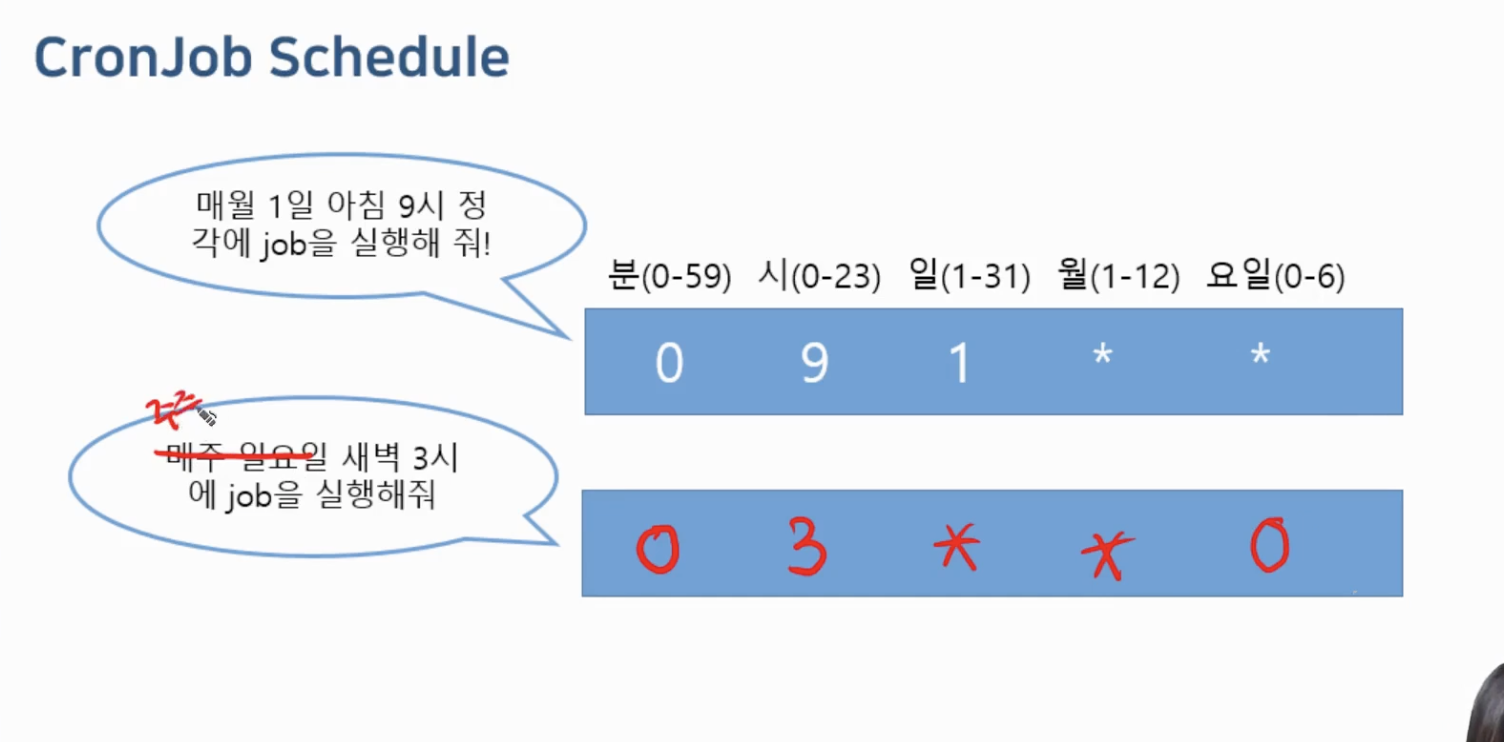 CronJob Schedule
매월 1일 아침 9시 정
각에 job을 실행해 줘!
분(0-59) 시(0-23) 일(1-31) 월(1-12) 요일(0-6)
0 9 1 * *
매주 일요일 새벽 3시
에 job을 실행해줘
0 3 * * 0